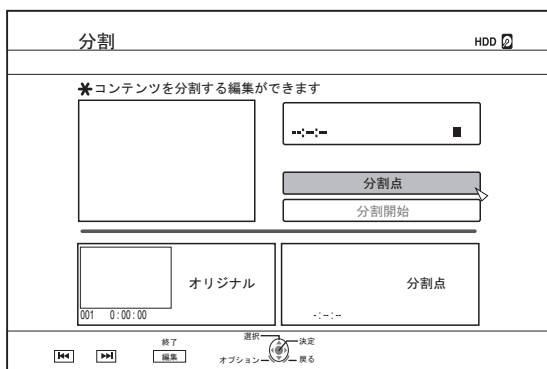 分割
HDD
✱コンテンツを分割する編集ができます
--:--:--
分割点
分割開始
オリジナル
001 0:00:00
分割点
-:--:--
終了
編集
選択
決定
オプション
戻る